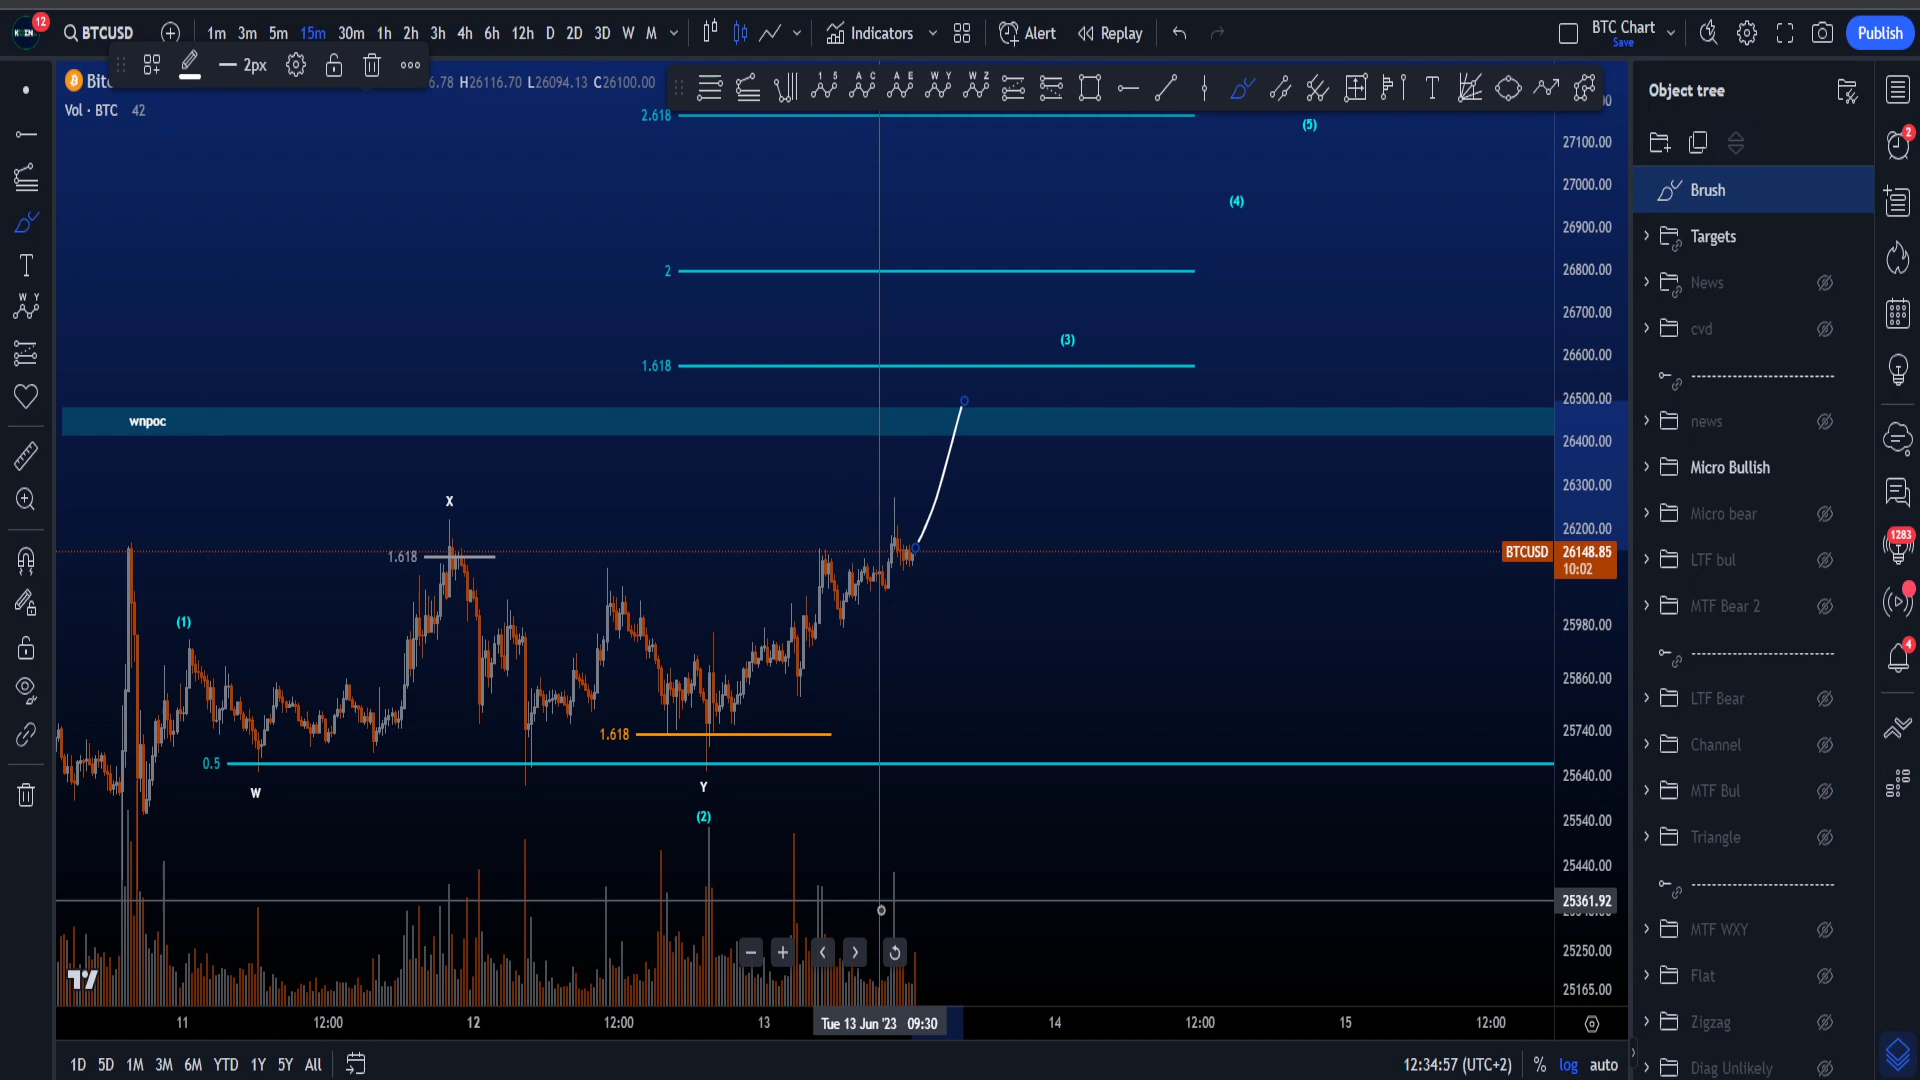 12
BTCUSD
1m 3m 5m 15m 30m 1h 2h 3h 4h 6h 12h D 2D 3D W M
Indicators
Alert
Replay
BTC Chart
Save
Publish
2px
Bitc
6.78 H26116.70 L26094.13 C26100.00
Vol · BTC 42
Object tree
Brush
Targets
News
cvd
news
Micro Bullish
Micro bear
LTF bul
MTF Bear 2
LTF Bear
Channel
MTF Bul
Triangle
MTF WXY
Flat
Zigzag
Diag Unlikely
2
1283
4
2.618
(5)
(4)
2
(3)
1.618
wnpoc
X
1.618
(1)
1.618
0.5
W
Y
(2)
27100.00
27000.00
26900.00
26800.00
26700.00
26600.00
26500.00
26400.00
26300.00
26200.00
BTCUSD 26148.85
10:02
25980.00
25860.00
25740.00
25640.00
25540.00
25440.00
25361.92
25250.00
25165.00
11 12:00 12 12:00 13 Tue 13 Jun '23 09:30 14 12:00 15 12:00
1D 5D 1M 3M 6M YTD 1Y 5Y All
12:34:57 (UTC+2) % log auto